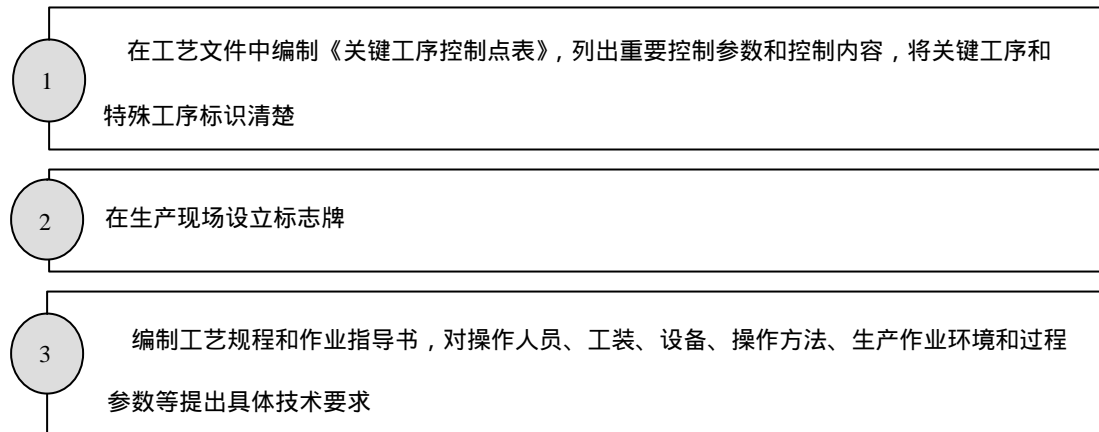 1
在工艺文件中编制《关键工序控制点表》，列出重要控制参数和控制内容，将关键工序和
特殊工序标识清楚
2
在生产现场设立标志牌
3
编制工艺规程和作业指导书，对操作人员、工装、设备、操作方法、生产作业环境和过程
参数等提出具体技术要求